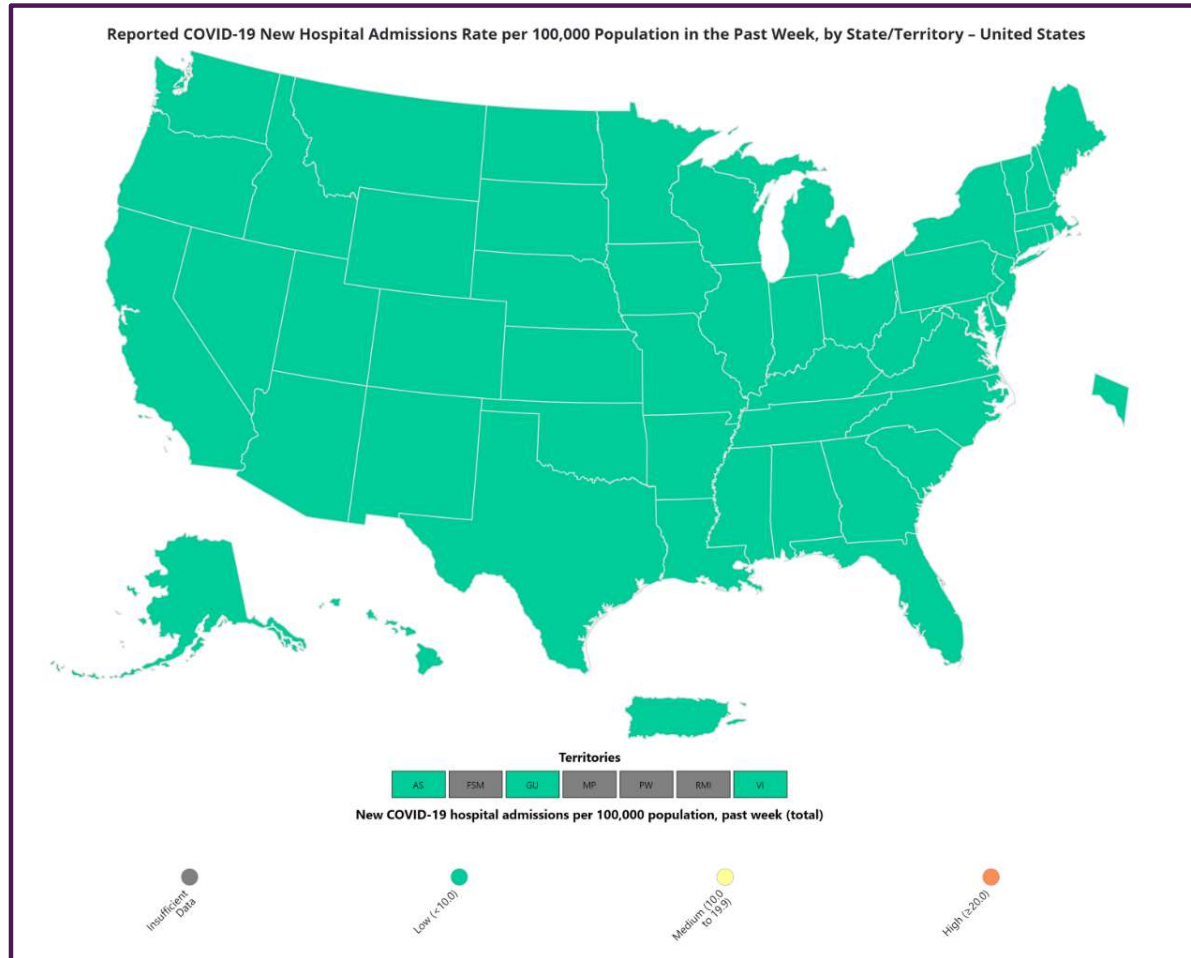 Reported COVID-19 New Hospital Admissions Rate per 100,000 Population in the Past Week, by State/Territory – United States
Territories
AS FSM GU MP PW RMI VI
New COVID-19 hospital admissions per 100,000 population, past week (total)
Insufficient
Data
Low (<10.0)
Medium (10.0
to 19.9)
High (≥20.0)